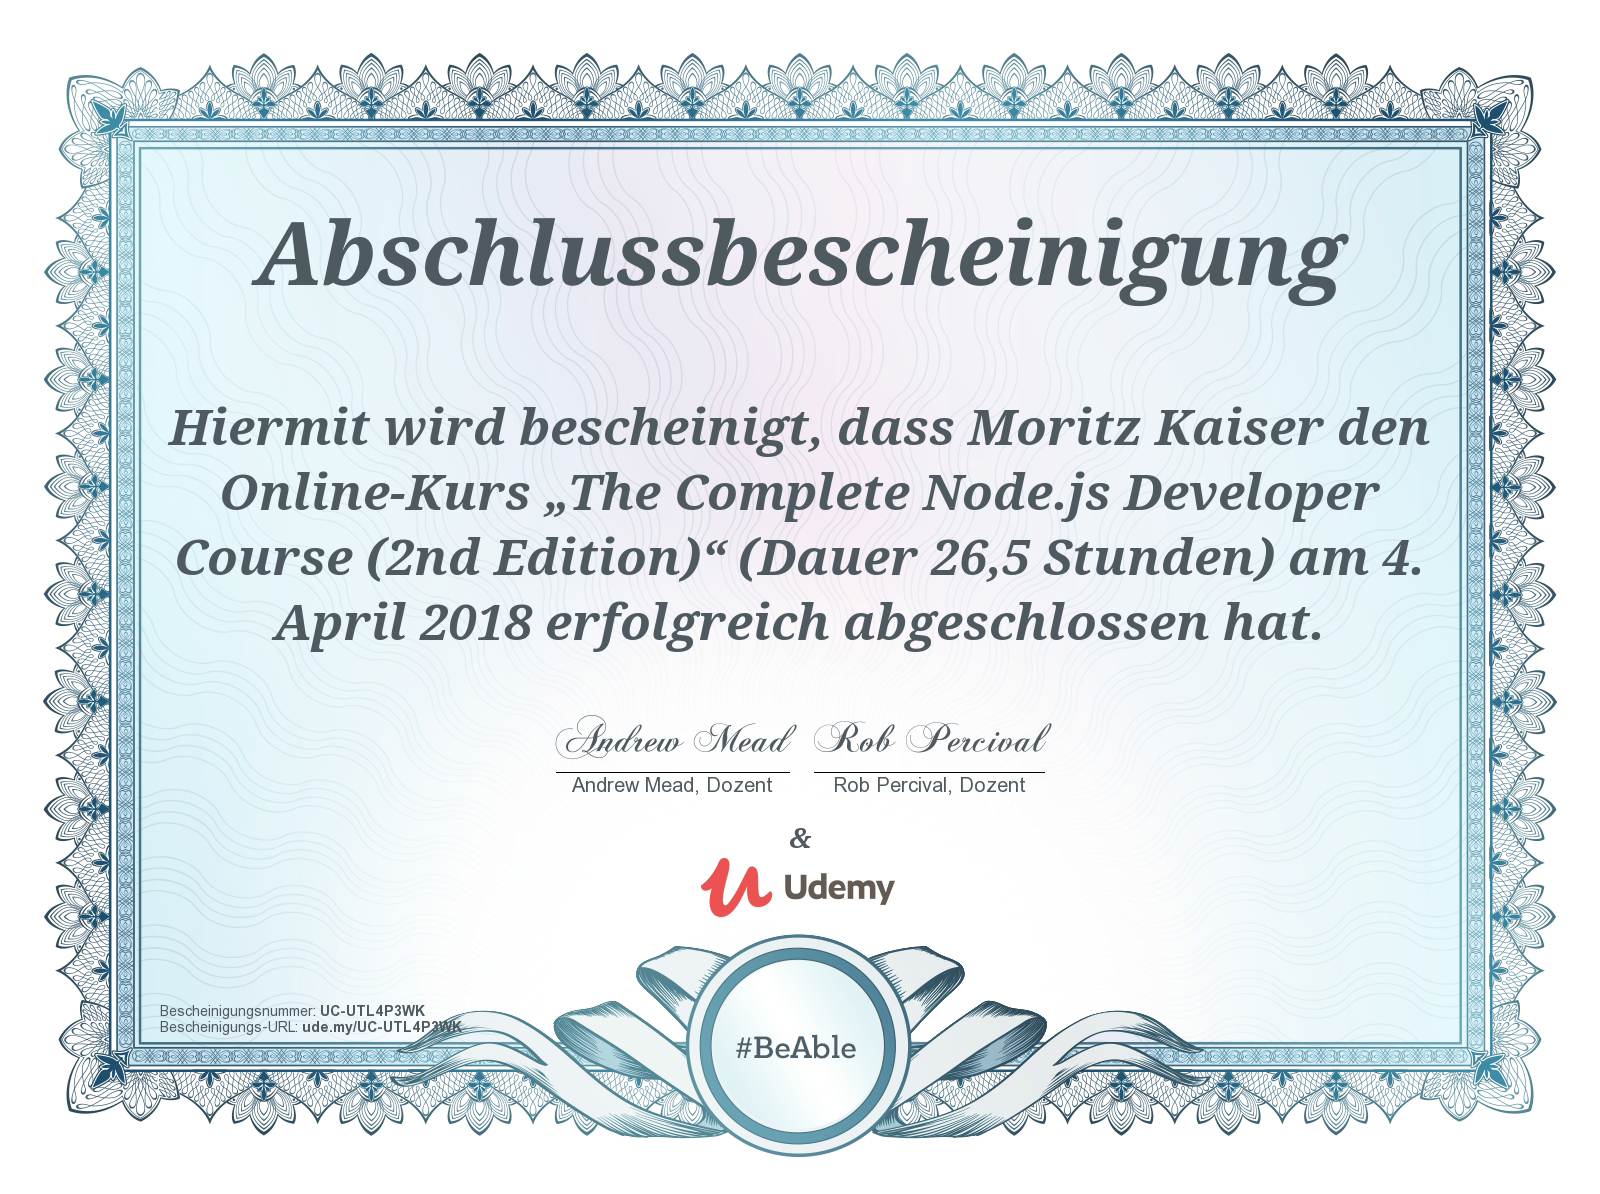 Abschlussbescheinigung
Hiermit wird bescheinigt, dass Moritz Kaiser den
Online-Kurs „The Complete Node.js Developer
Course (2nd Edition)“ (Dauer 26,5 Stunden) am 4.
April 2018 erfolgreich abgeschlossen hat.
Andrew Mead Rob Percival
Andrew Mead, Dozent Rob Percival, Dozent
&
Udemy
Bescheinigungsnummer: UC-UTL4P3WK
Bescheinigungs-URL: ude.my/UC-UTL4P3WK
#BeAble